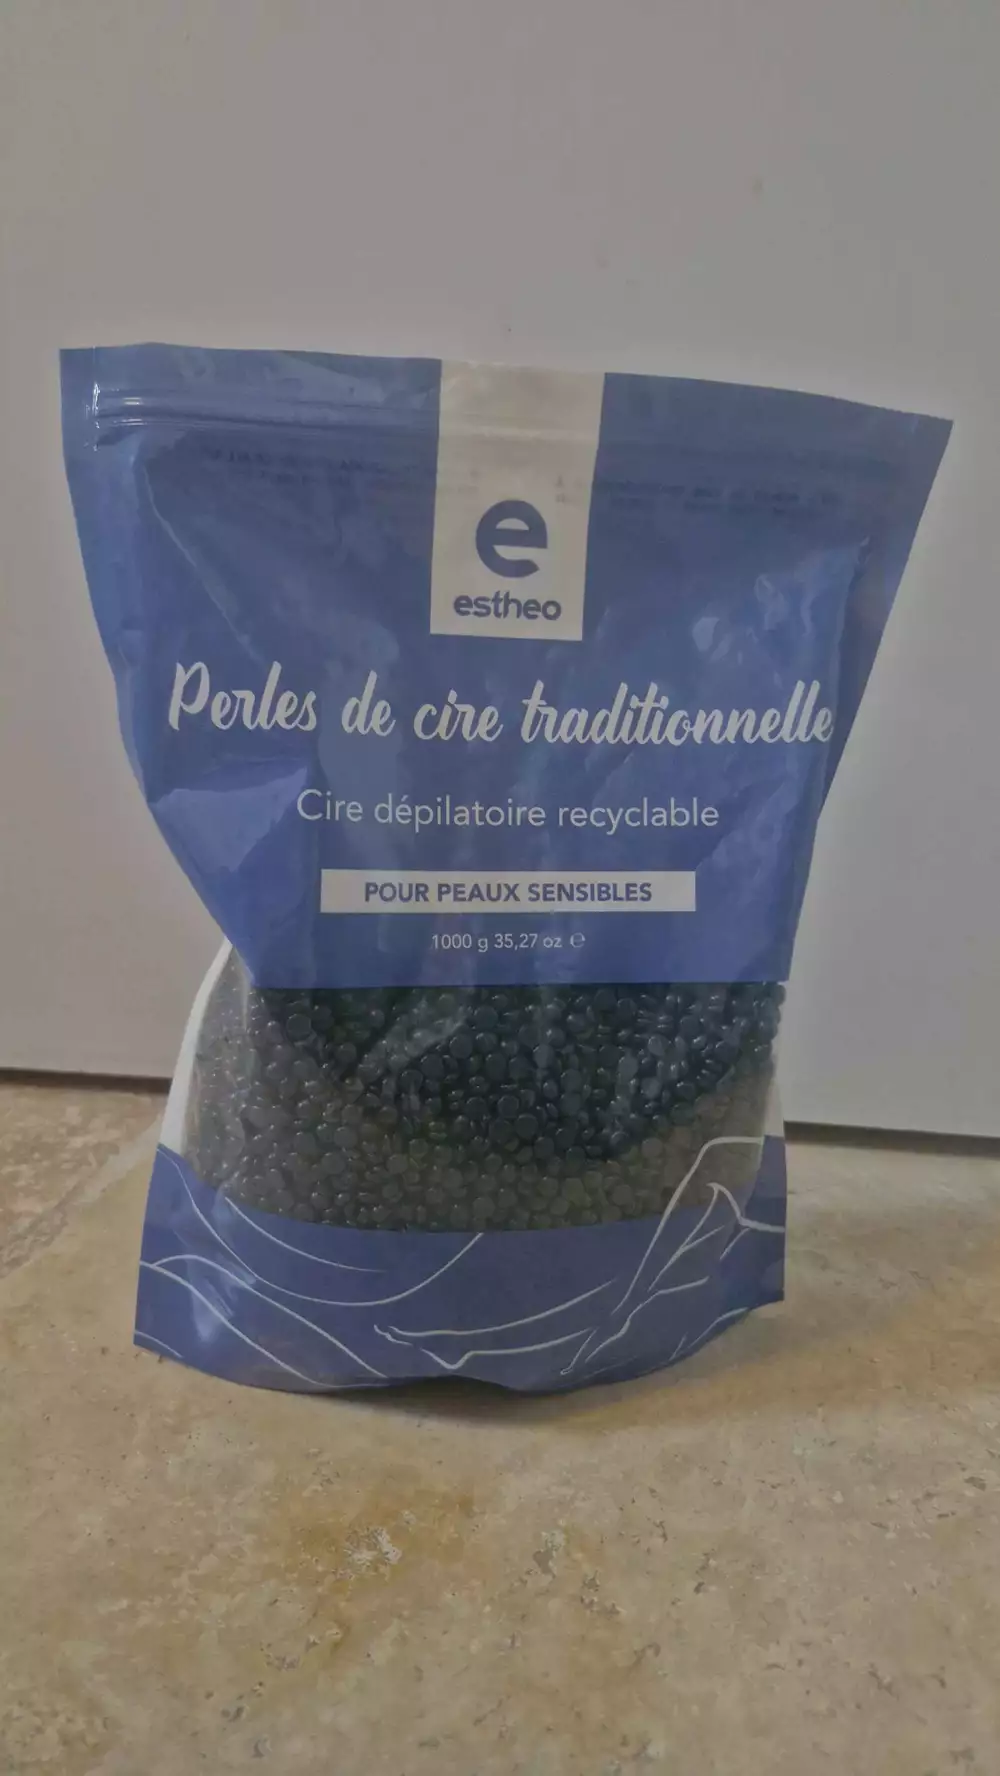 e
estheo
Perles de cire traditionnelle
Cire dépilatoire recyclable
POUR PEAUX SENSIBLES
1000 g 35,27 oz ℮